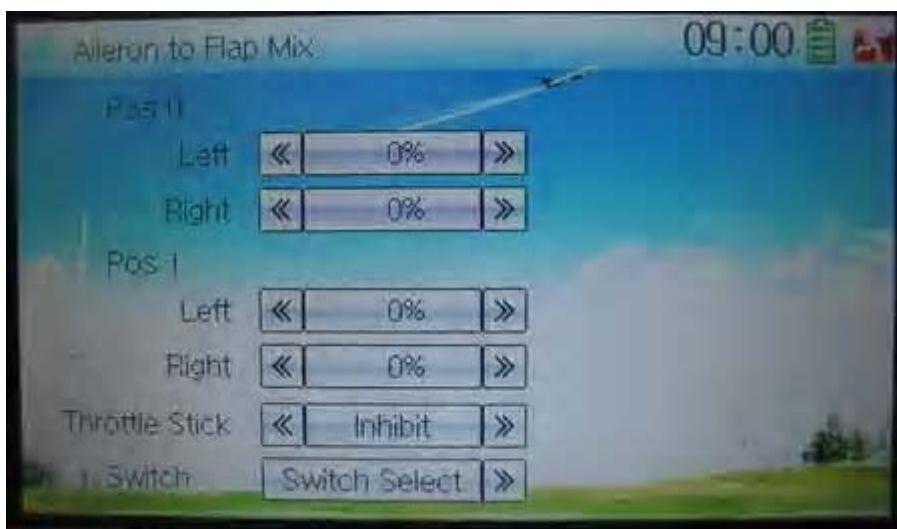 Aileron to Flap Mix 09:00
Pos 0
Left « 0% »
Right « 0% »
Pos 1
Left « 0% »
Right « 0% »
Throttle Stick « Inhibit »
Switch Switch Select »